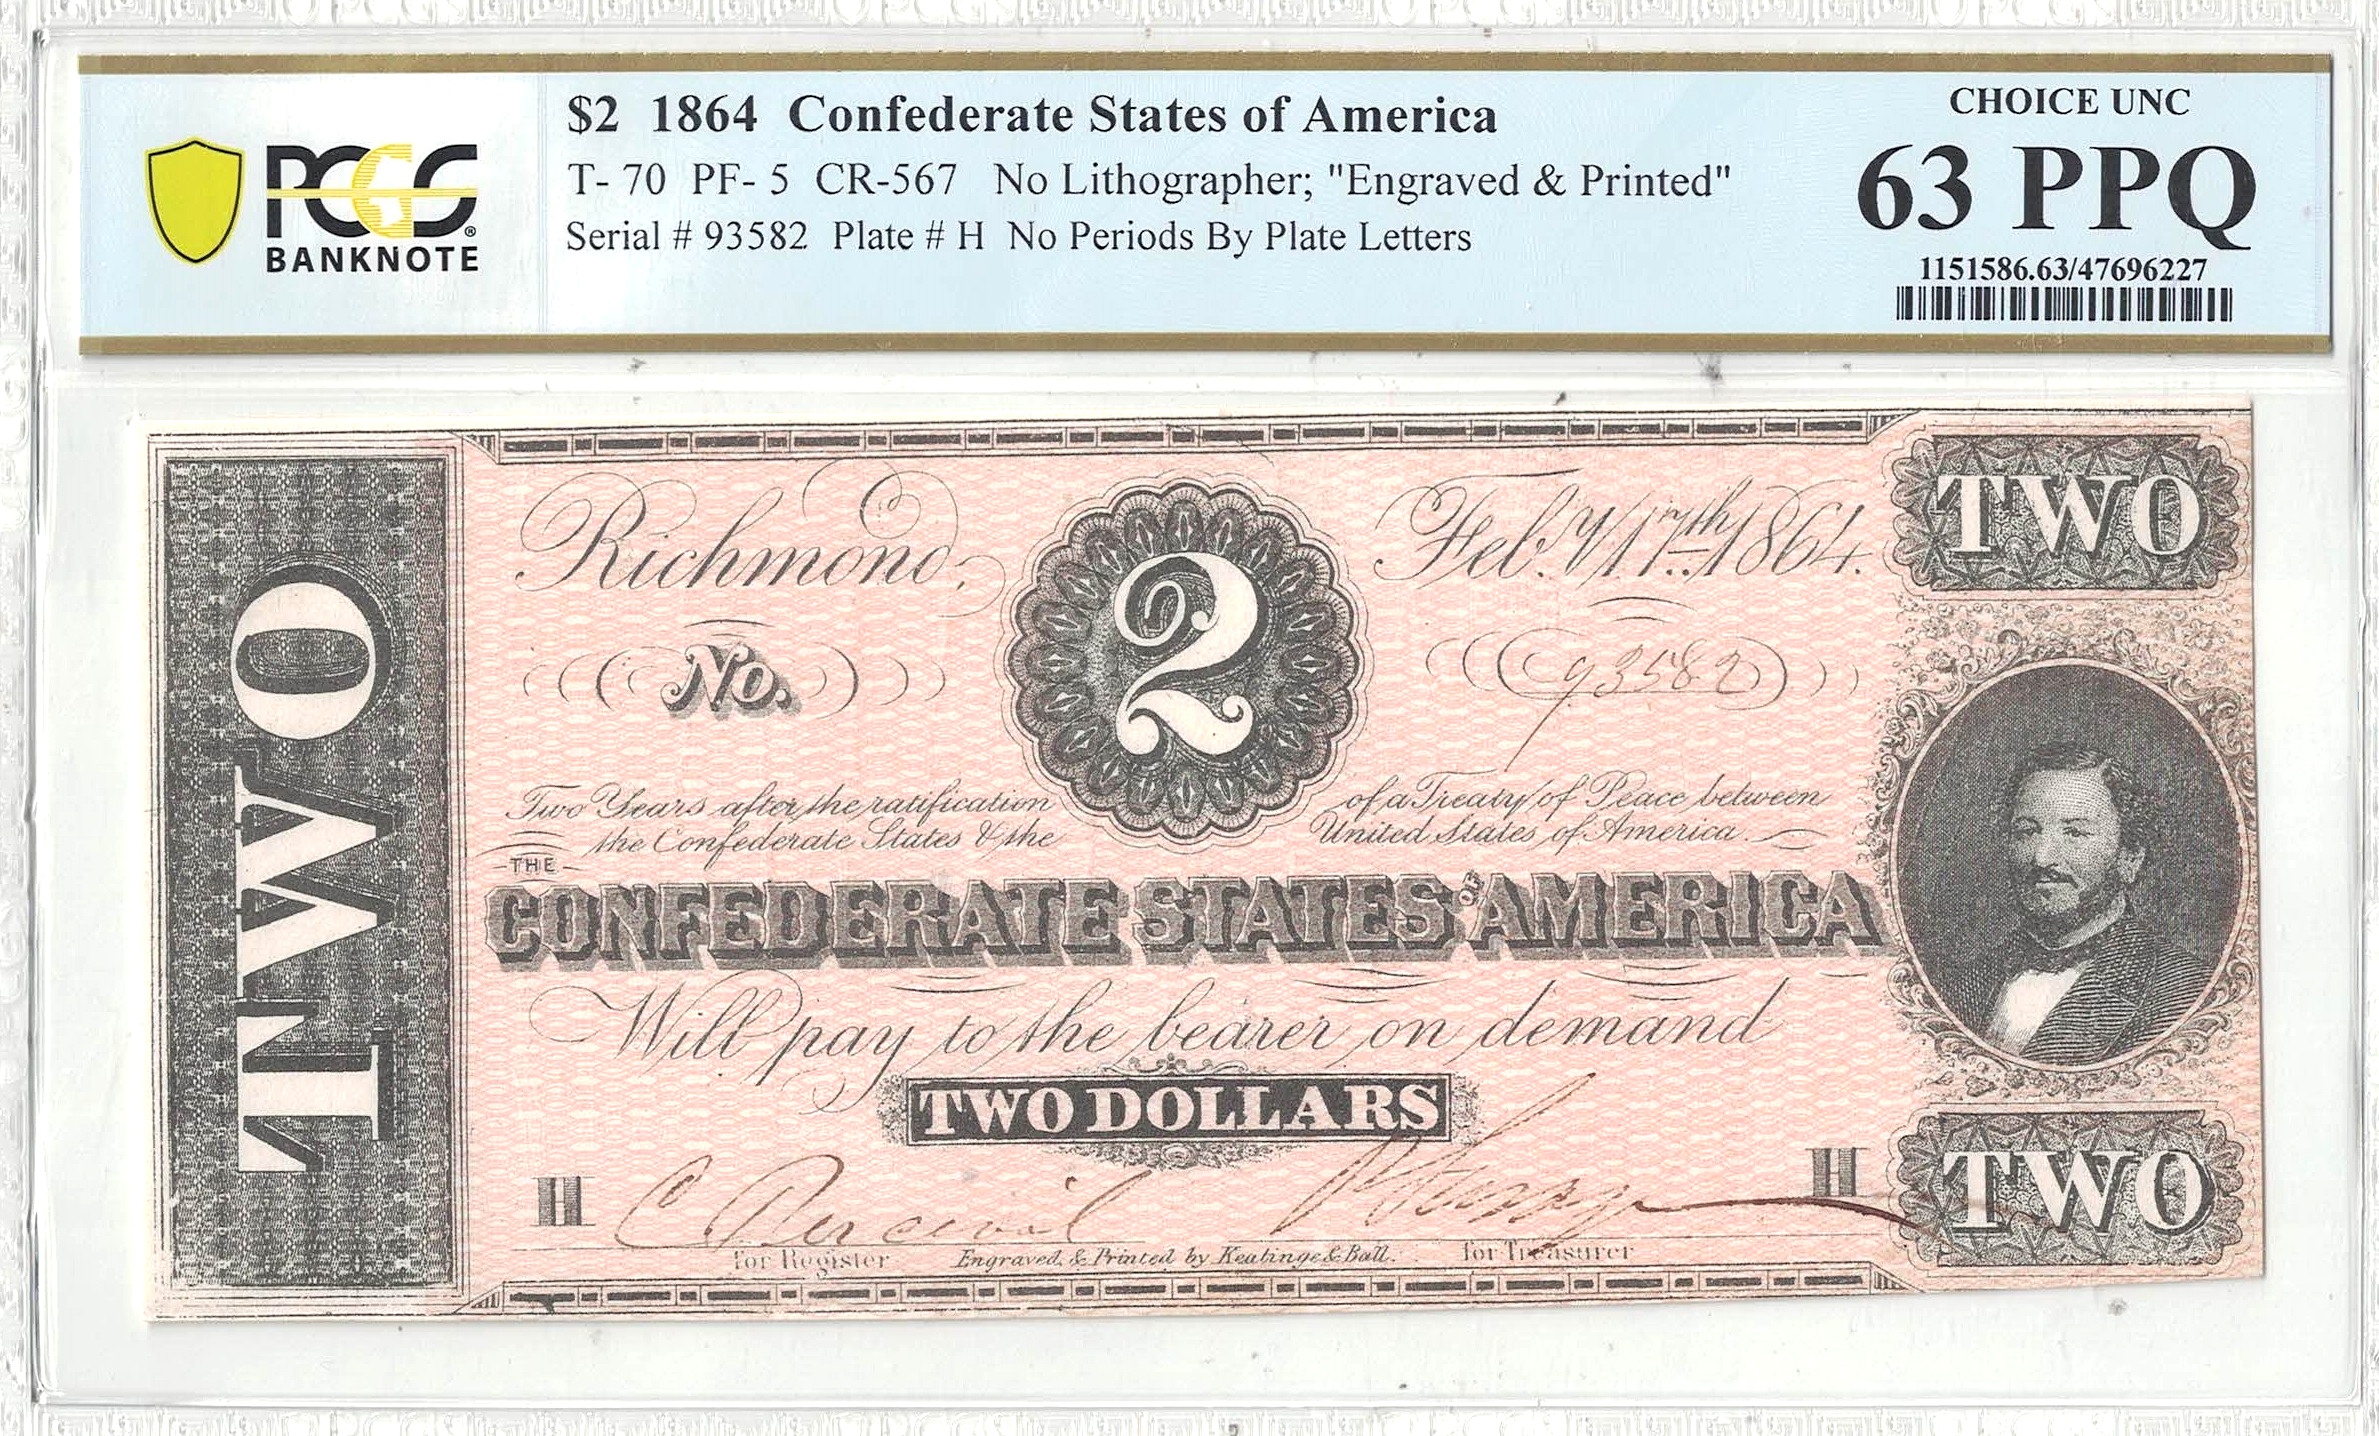 $2 1864 Confederate States of America
T- 70 PF- 5 CR-567 No Lithographer; "Engraved & Printed"
Serial # 93582 Plate # H No Periods By Plate Letters
PCGS
BANKNOTE
CHOICE UNC
63 PPQ
1151586.63/47696227
TWO
Richmond,
2
Feb. 17th 1864.
TWO
No.
93582
Two Years after the ratification of a Treaty of Peace between
the Confederate States & the United States of America
THE
CONFEDERATE STATES OF AMERICA
Will pay to the bearer on demand
TWO DOLLARS
H
C Percival
H
TWO
for Register
Engraved & Printed by Keatinge & Ball.
for Treasurer